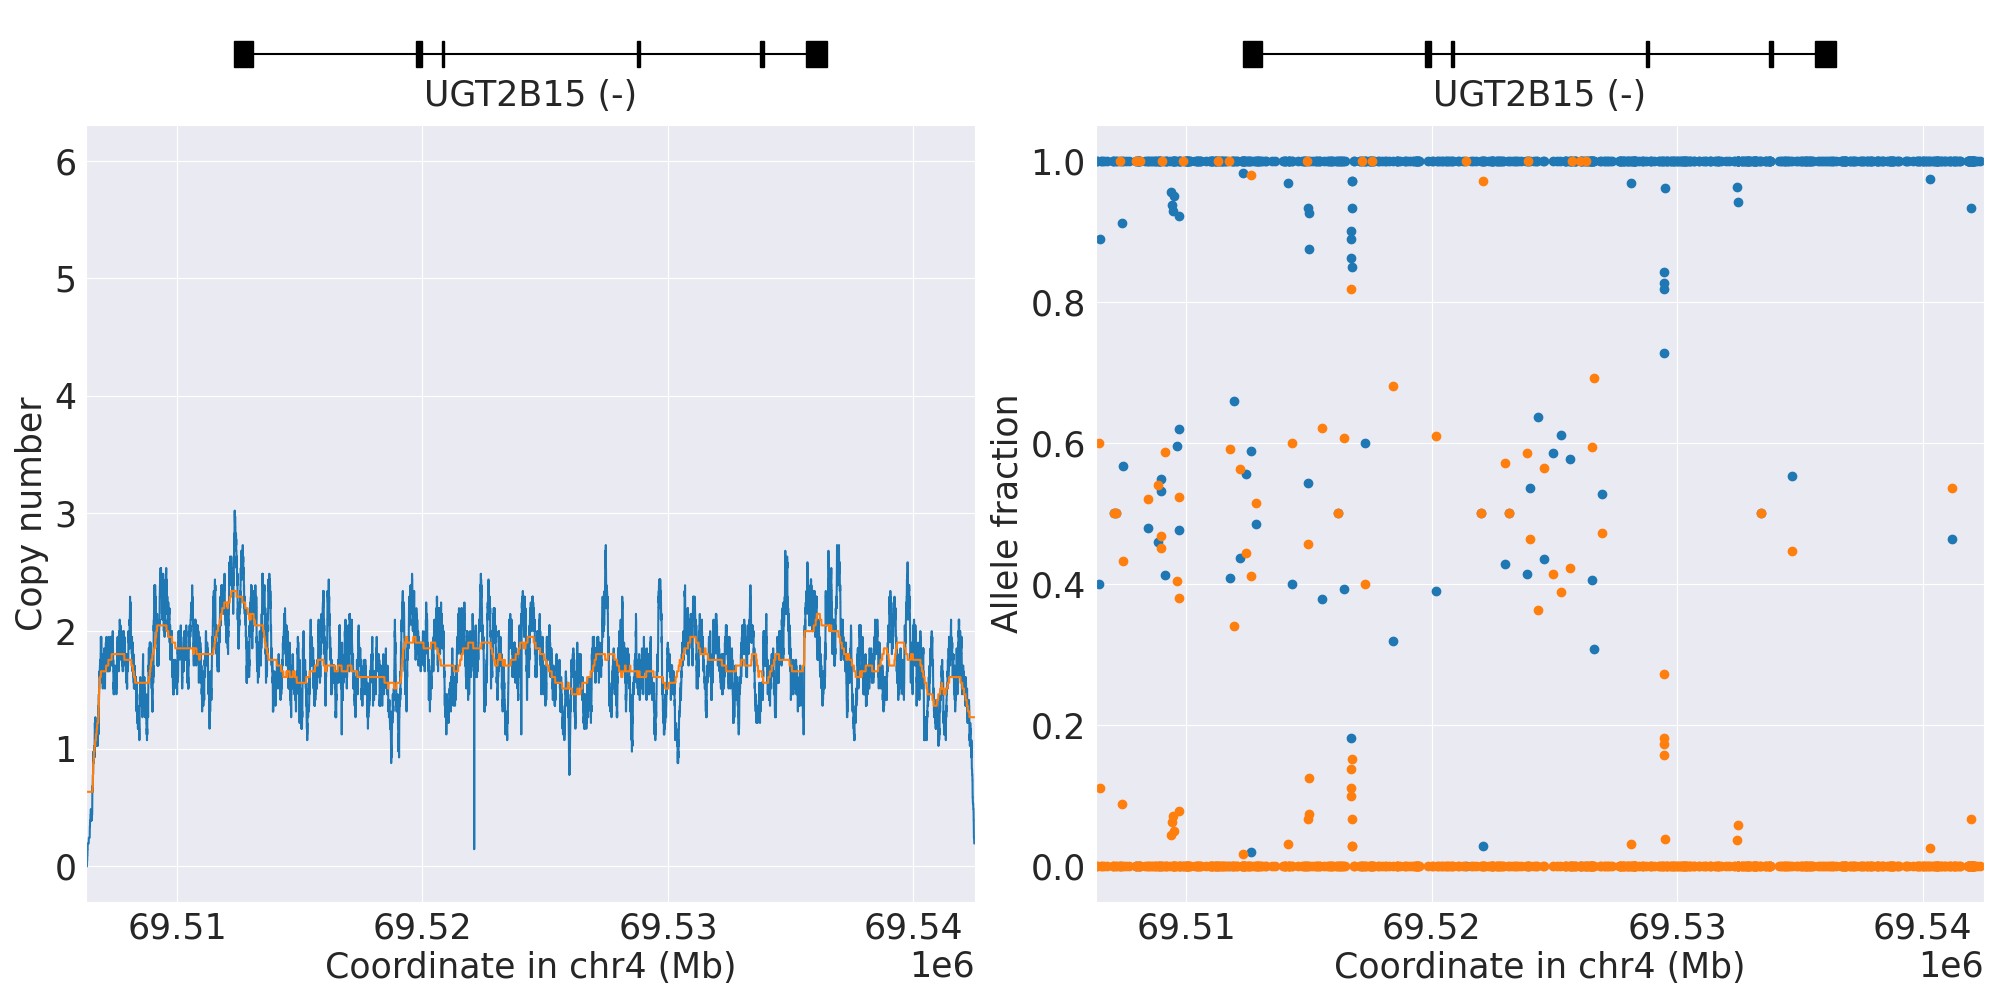 UGT2B15 (-)
6
5
4
3
2
1
0
Copy number
69.51 69.52 69.53 69.54
Coordinate in chr4 (Mb) 1e6
UGT2B15 (-)
1.0
0.8
0.6
0.4
0.2
0.0
Allele fraction
69.51 69.52 69.53 69.54
Coordinate in chr4 (Mb) 1e6